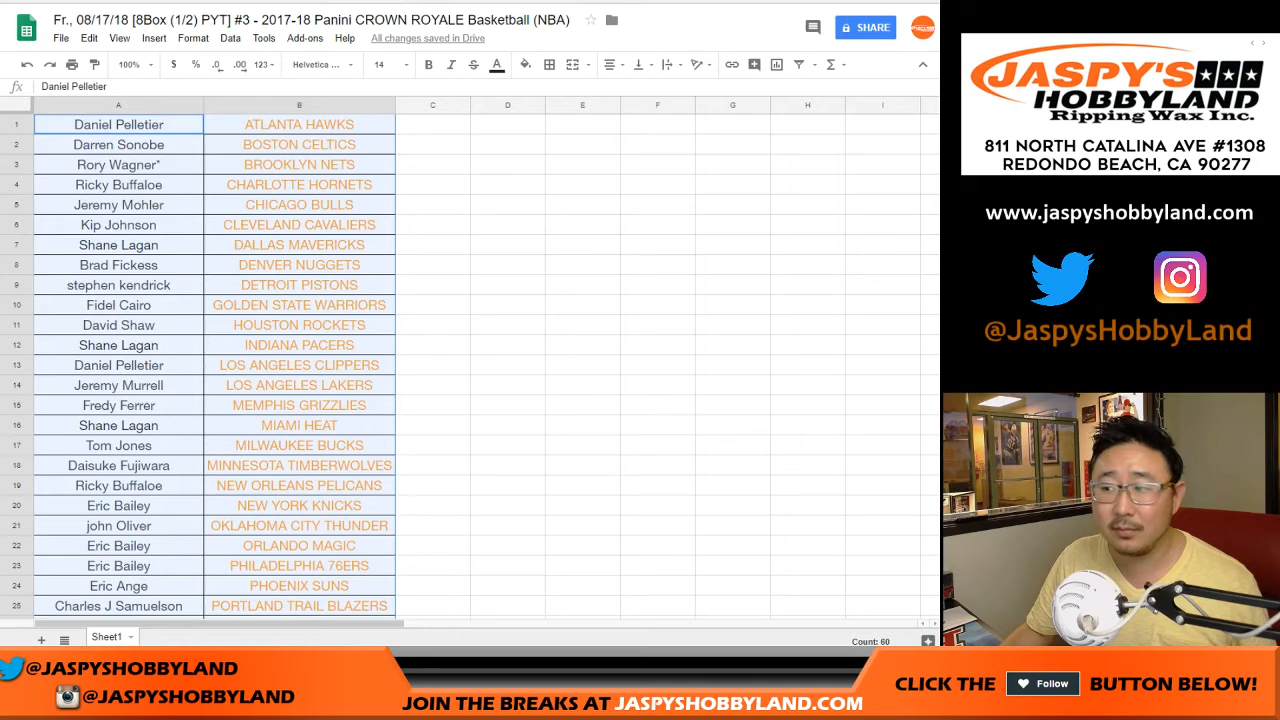 Fr., 08/17/18 [8Box (1/2) PYT] #3 - 2017-18 Panini CROWN ROYALE Basketball (NBA)
File Edit View Insert Format Data Tools Add-ons Help All changes saved in Drive
SHARE
100% $ % .0 .00 123 Helvetica ... 14 B I S A Σ
fx Daniel Pelletier
A B C D E F G H I
1 Daniel Pelletier ATLANTA HAWKS
2 Darren Sonobe BOSTON CELTICS
3 Rory Wagner* BROOKLYN NETS
4 Ricky Buffaloe CHARLOTTE HORNETS
5 Jeremy Mohler CHICAGO BULLS
6 Kip Johnson CLEVELAND CAVALIERS
7 Shane Lagan DALLAS MAVERICKS
8 Brad Fickess DENVER NUGGETS
9 stephen kendrick DETROIT PISTONS
10 Fidel Cairo GOLDEN STATE WARRIORS
11 David Shaw HOUSTON ROCKETS
12 Shane Lagan INDIANA PACERS
13 Daniel Pelletier LOS ANGELES CLIPPERS
14 Jeremy Murrell LOS ANGELES LAKERS
15 Fredy Ferrer MEMPHIS GRIZZLIES
16 Shane Lagan MIAMI HEAT
17 Tom Jones MILWAUKEE BUCKS
18 Daisuke Fujiwara MINNESOTA TIMBERWOLVES
19 Ricky Buffaloe NEW ORLEANS PELICANS
20 Eric Bailey NEW YORK KNICKS
21 john Oliver OKLAHOMA CITY THUNDER
22 Eric Bailey ORLANDO MAGIC
23 Eric Bailey PHILADELPHIA 76ERS
24 Eric Ange PHOENIX SUNS
25 Charles J Samuelson PORTLAND TRAIL BLAZERS
Sheet1
Count: 60
JASPY'S
HOBBYLAND
Ripping Wax Inc.
811 NORTH CATALINA AVE #1308
REDONDO BEACH, CA 90277
www.jaspyshobbyland.com
@JaspysHobbyLand
@JASPYSHOBBYLAND
@JASPYSHOBBYLAND
JOIN THE BREAKS AT JASPYSHOBBYLAND.COM
CLICK THE Follow BUTTON BELOW!